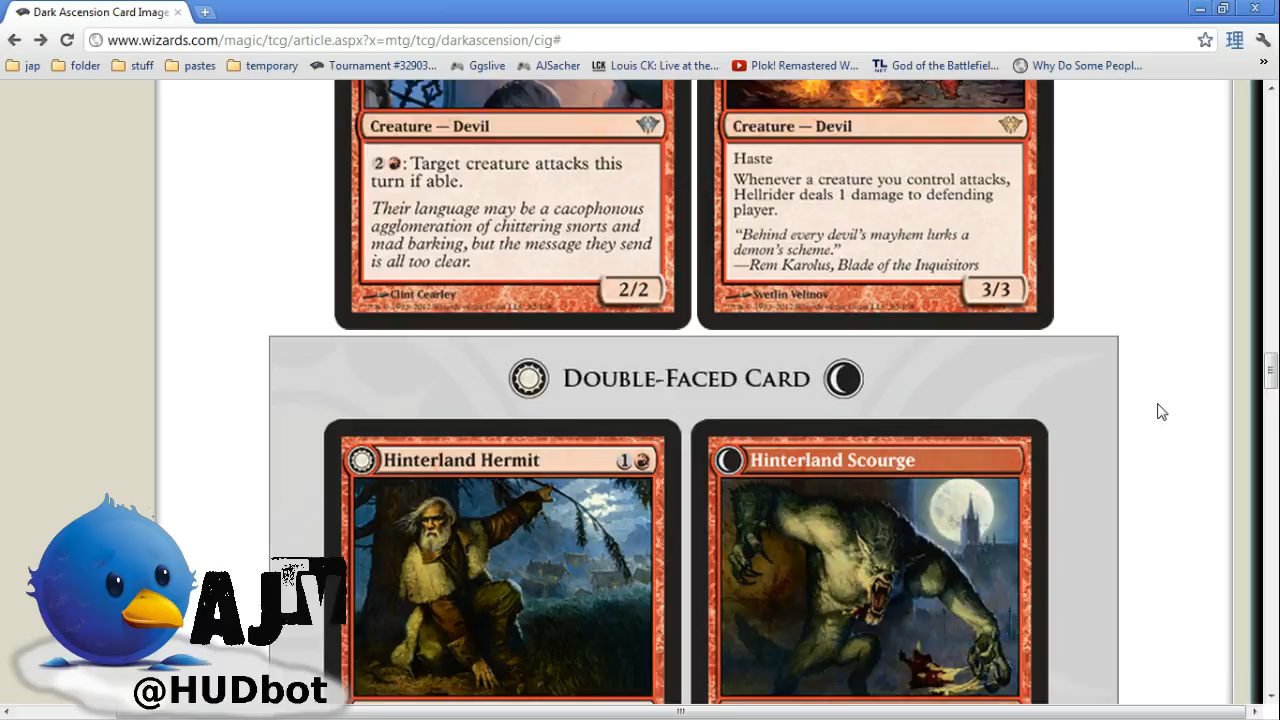 Dark Ascension Card Image
www.wizards.com/magic/tcg/article.aspx?x=mtg/tcg/darkascension/cig#
jap folder stuff pastes temporary Tournament #32903... Ggslive AJSacher LCK Louis CK: Live at the... Plok! Remastered W... TL God of the Battlefiel... Why Do Some Peopl... »
Creature — Devil
2: Target creature attacks this
turn if able.
Their language may be a cacophonous
agglomeration of chittering snorts and
mad barking, but the message they send
is all too clear.
2/2
Clint Cearley
Creature — Devil
Haste
Whenever a creature you control attacks,
Hellrider deals 1 damage to defending
player.
“Behind every devil’s mayhem lurks a
demon’s scheme.”
—Rem Karolus, Blade of the Inquisitors
3/3
Svetlin Velinov
Double-Faced Card
Hinterland Hermit 1
Hinterland Scourge
@HUDbot